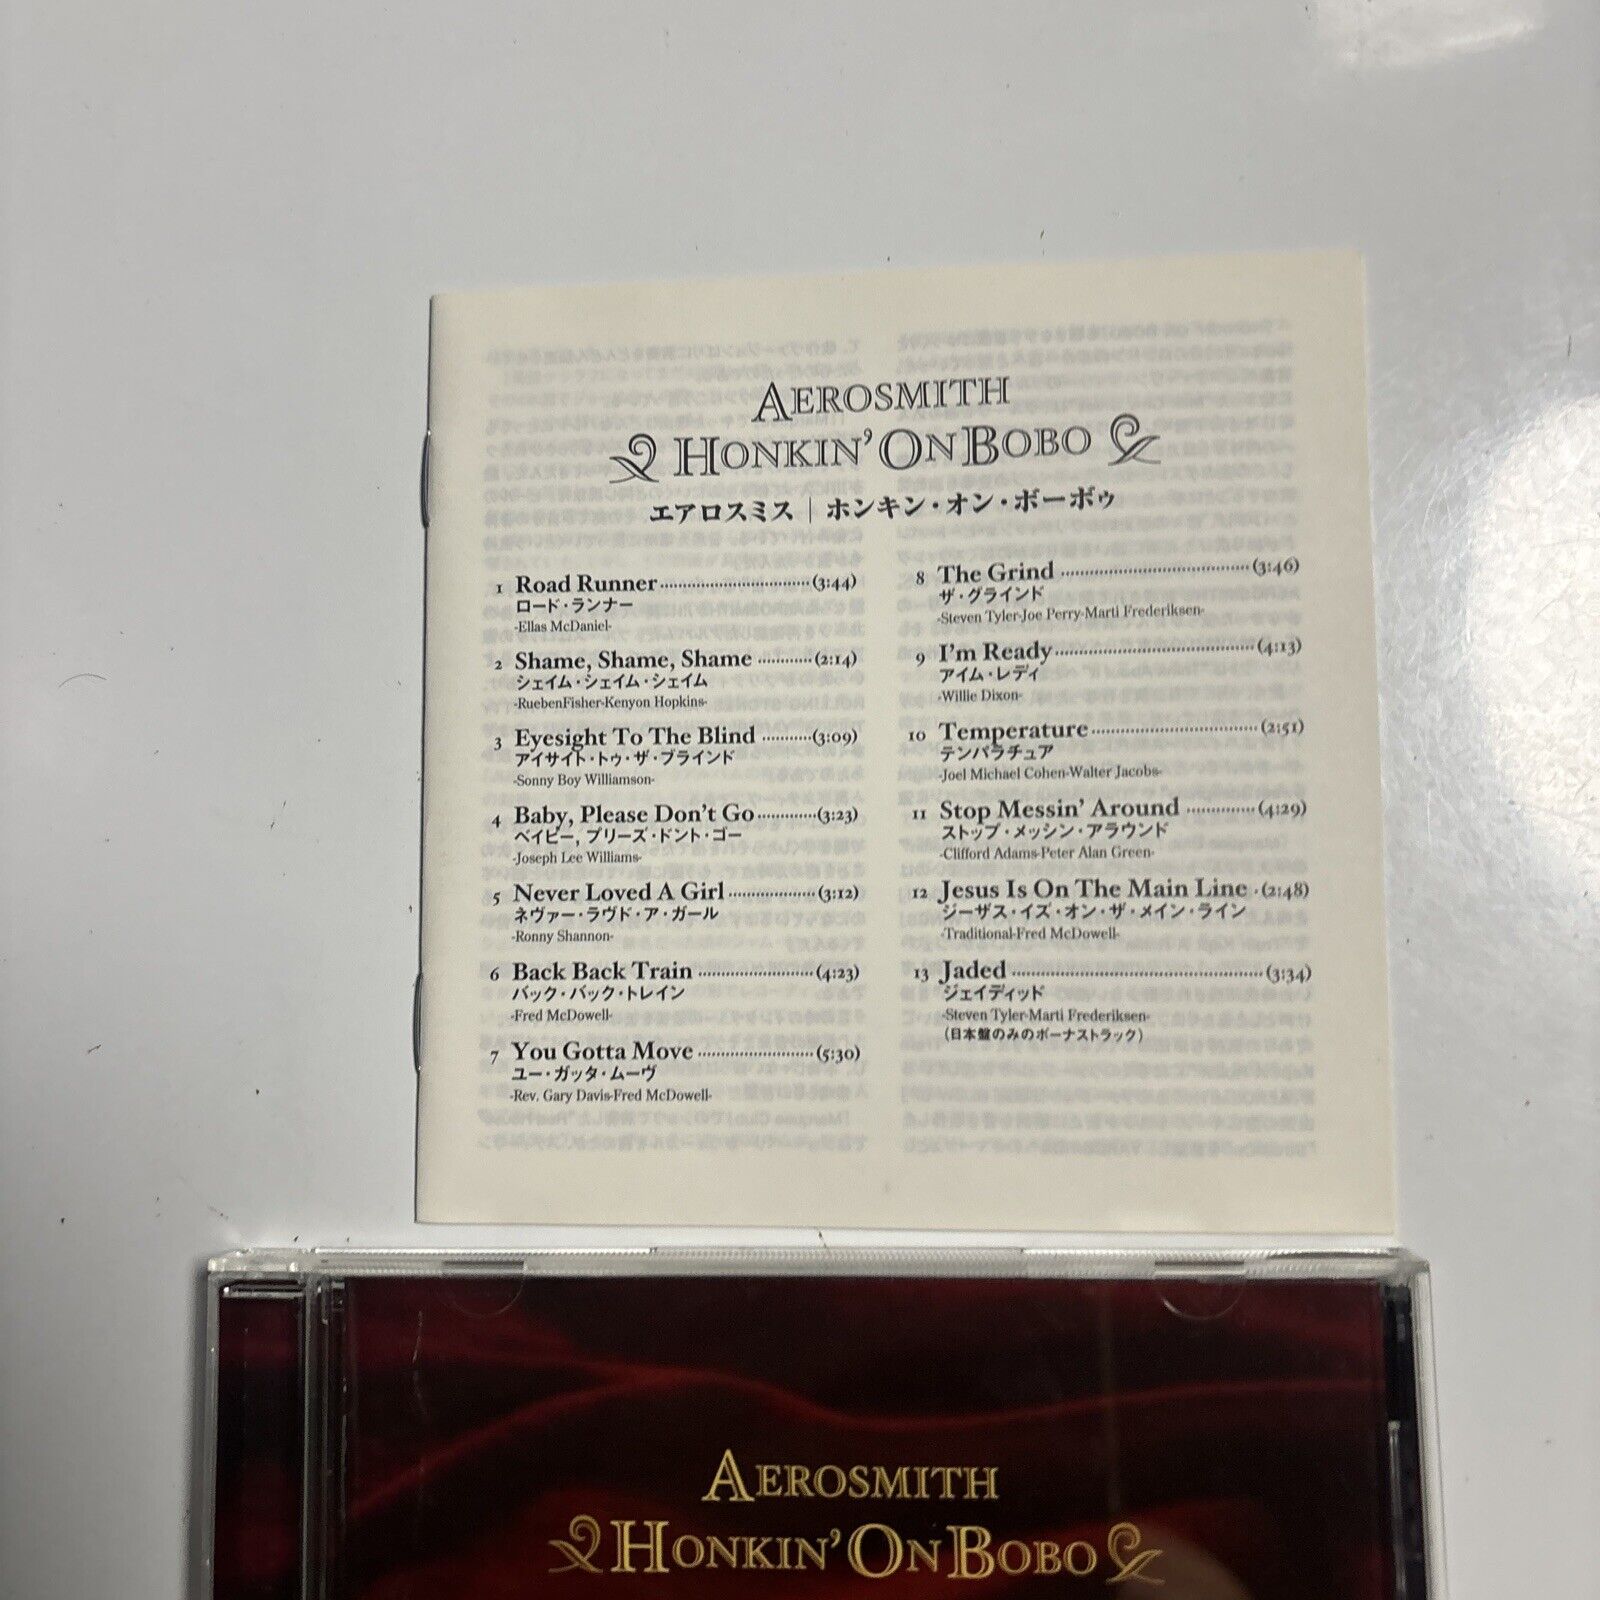 AEROSMITH
HONKIN' ON BOBO
エアロスミス | ホンキン・オン・ボーボゥ
1 Road Runner (3:44)
ロード・ランナー
-Ellas McDaniel-
2 Shame, Shame, Shame (2:14)
シェイム・シェイム・シェイム
-RuebenFisher-Kenyon Hopkins-
3 Eyesight To The Blind (3:09)
アイサイト・トゥ・ザ・ブラインド
-Sonny Boy Williamson-
4 Baby, Please Don't Go (3:23)
ベイビー, プリーズ・ドント・ゴー
-Joseph Lee Williams-
5 Never Loved A Girl (3:12)
ネヴァー・ラヴド・ア・ガール
-Ronny Shannon-
6 Back Back Train (4:23)
バック・バック・トレイン
-Fred McDowell-
7 You Gotta Move (5:30)
ユー・ガッタ・ムーヴ
-Rev. Gary Davis-Fred McDowell-
8 The Grind (3:46)
ザ・グラインド
-Steven Tyler-Joe Perry-Marti Frederiksen-
9 I'm Ready (4:13)
アイム・レディ
-Willie Dixon-
10 Temperature (2:51)
テンパラチュア
-Joel Michael Cohen-Walter Jacobs-
11 Stop Messin' Around (4:29)
ストップ・メッシン・アラウンド
-Clifford Adams-Peter Alan Green-
12 Jesus Is On The Main Line (2:48)
ジーザス・イズ・オン・ザ・メイン・ライン
-Traditional-Fred McDowell-
13 Jaded (3:34)
ジェイディッド
-Steven Tyler-Marti Frederiksen-
(日本盤のみのボーナストラック)
AEROSMITH
HONKIN' ON BOBO